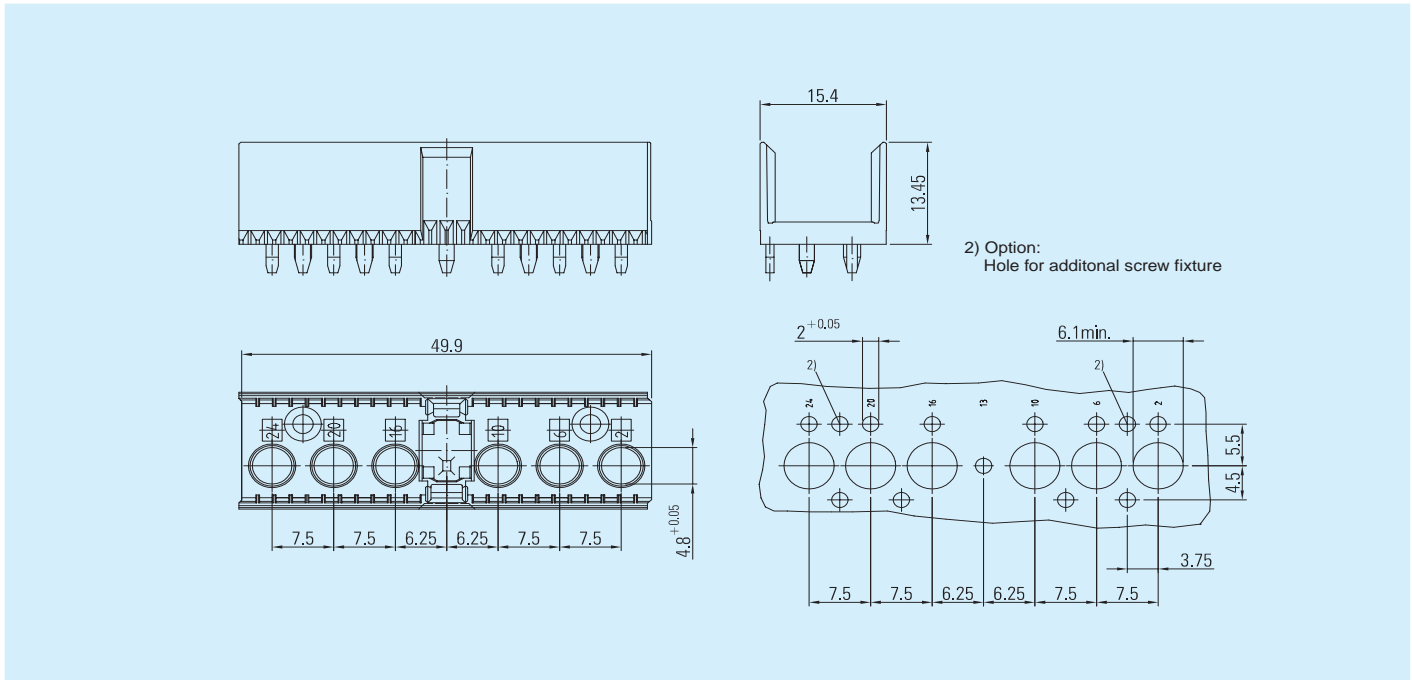 15.4
13.45
2) Option:
Hole for additonal screw fixture
49.9
24 20 16 10 6 2
4.8+0.05
7.5 7.5 6.25 6.25 7.5 7.5
2+0.05
6.1min.
2) 2)
24 20 16 13 10 6 2
5.5
4.5
3.75
7.5 7.5 6.25 6.25 7.5 7.5